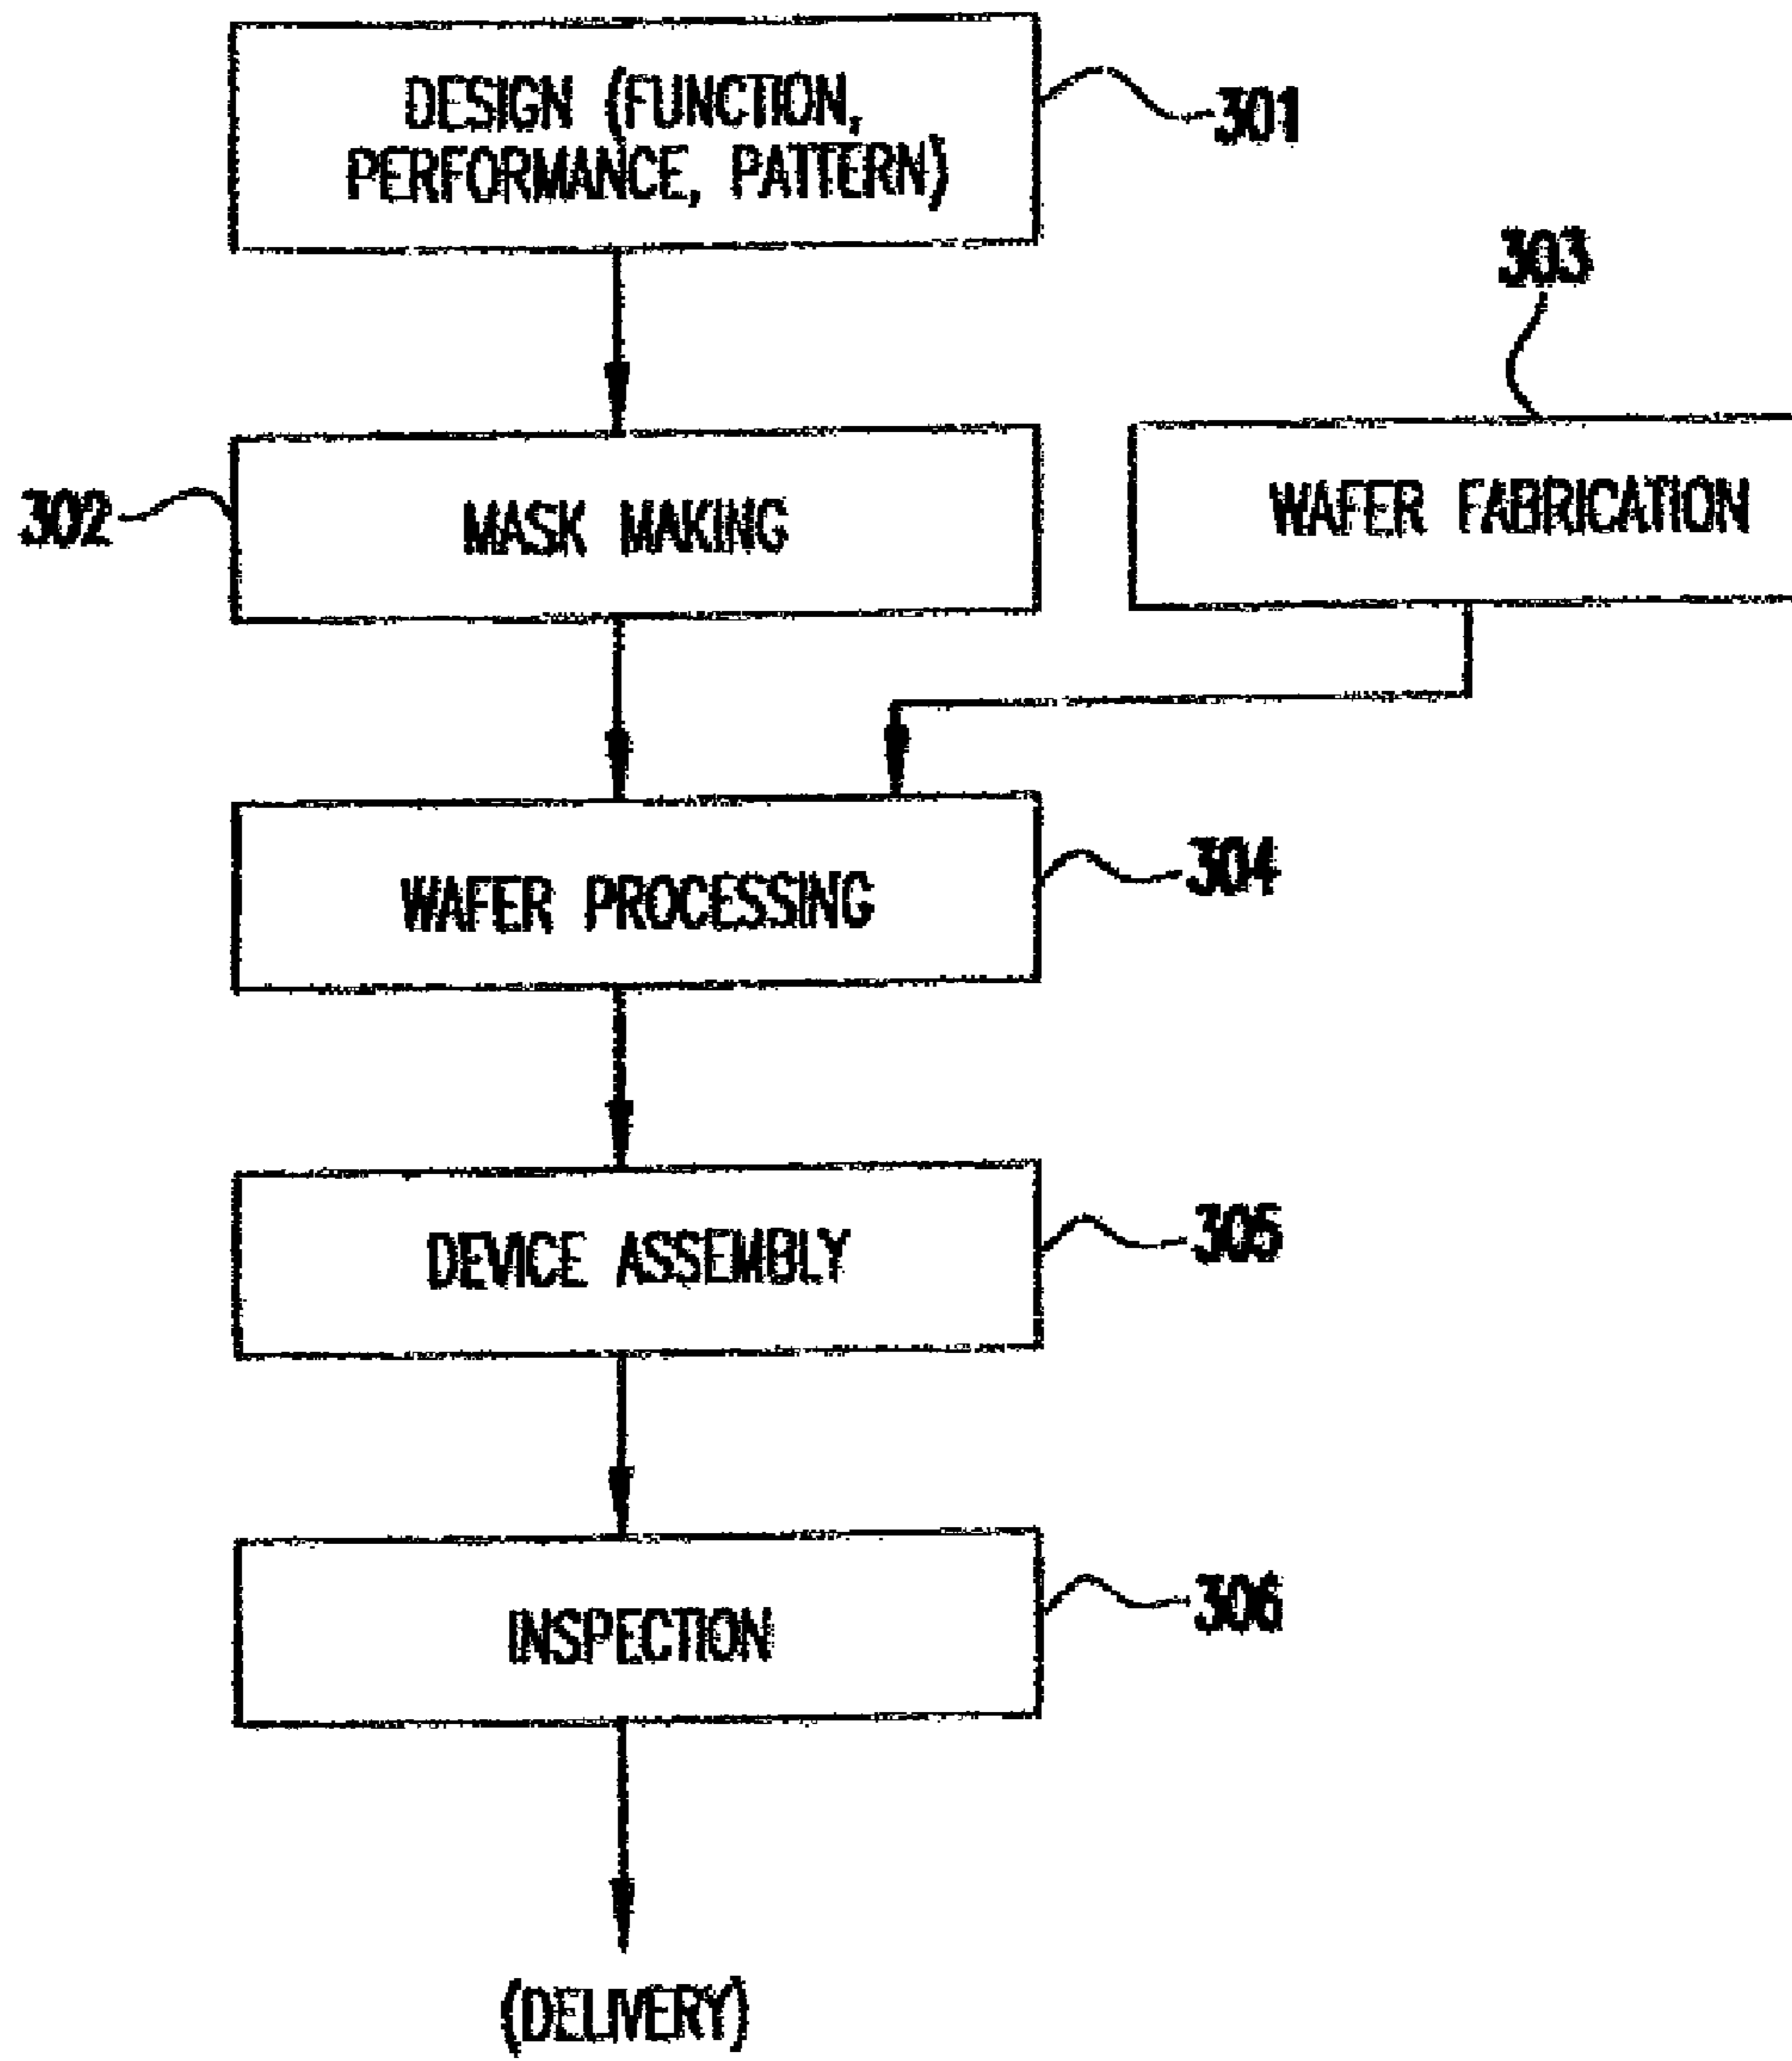 DESIGN (FUNCTION,
PERFORMANCE, PATTERN)
301
303
302
MASK MAKING
WAFER FABRICATION
WAFER PROCESSING
304
DEVICE ASSEMBLY
305
INSPECTION
306
(DELIVERY)